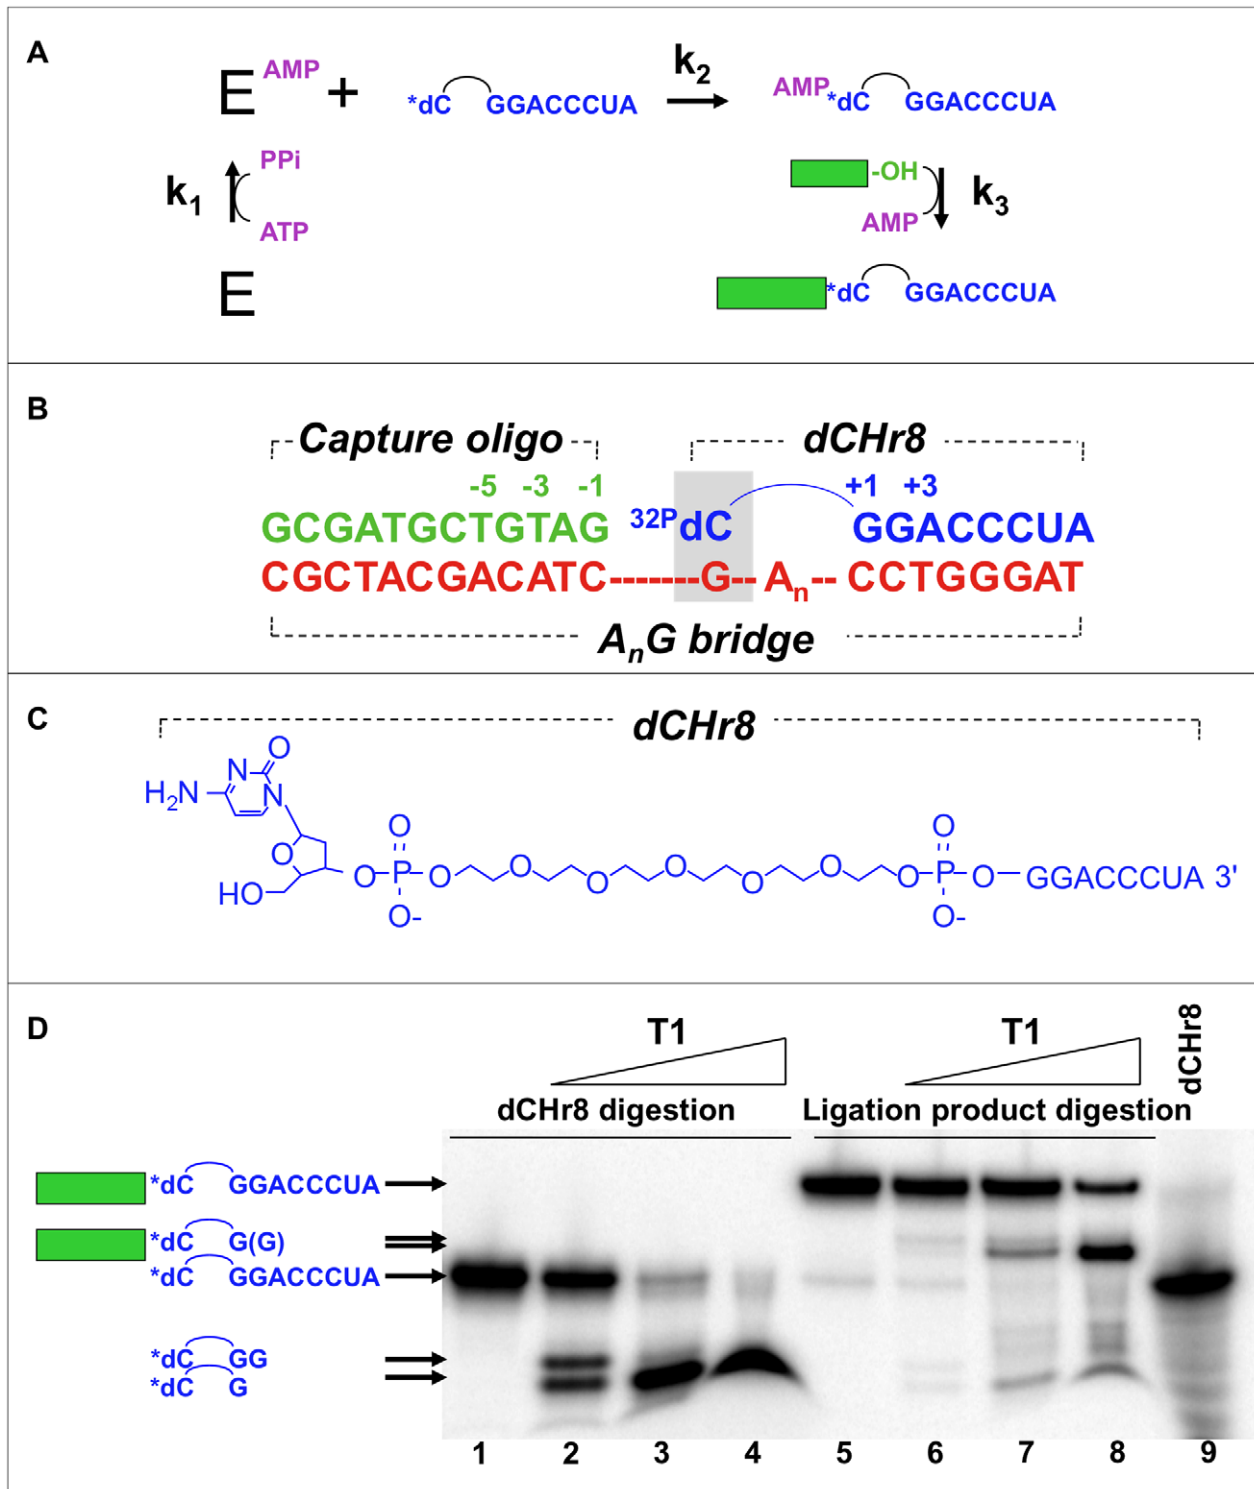 A
E AMP + *dC GGACCCUA k2 AMP *dC GGACCCUA
PPi
k1
ATP
E
-OH
k3
AMP
*dC GGACCCUA
B
Capture oligo dCHr8
-5 -3 -1 +1 +3
GCGATGCTGTAG 32P dC GGACCCUA
CGCTACGACATC-------G-- An-- CCTGGGAT
AnG bridge
C
dCHr8
O
N
H2N N
O O
O O P O O O O O O O P O GGACCCUA 3'
HO
O- O-
D
T1 T1 dCHr8
dCHr8 digestion Ligation product digestion
*dC GGACCCUA
*dC G(G)
*dC GGACCCUA
*dC GG
*dC G
1 2 3 4 5 6 7 8 9